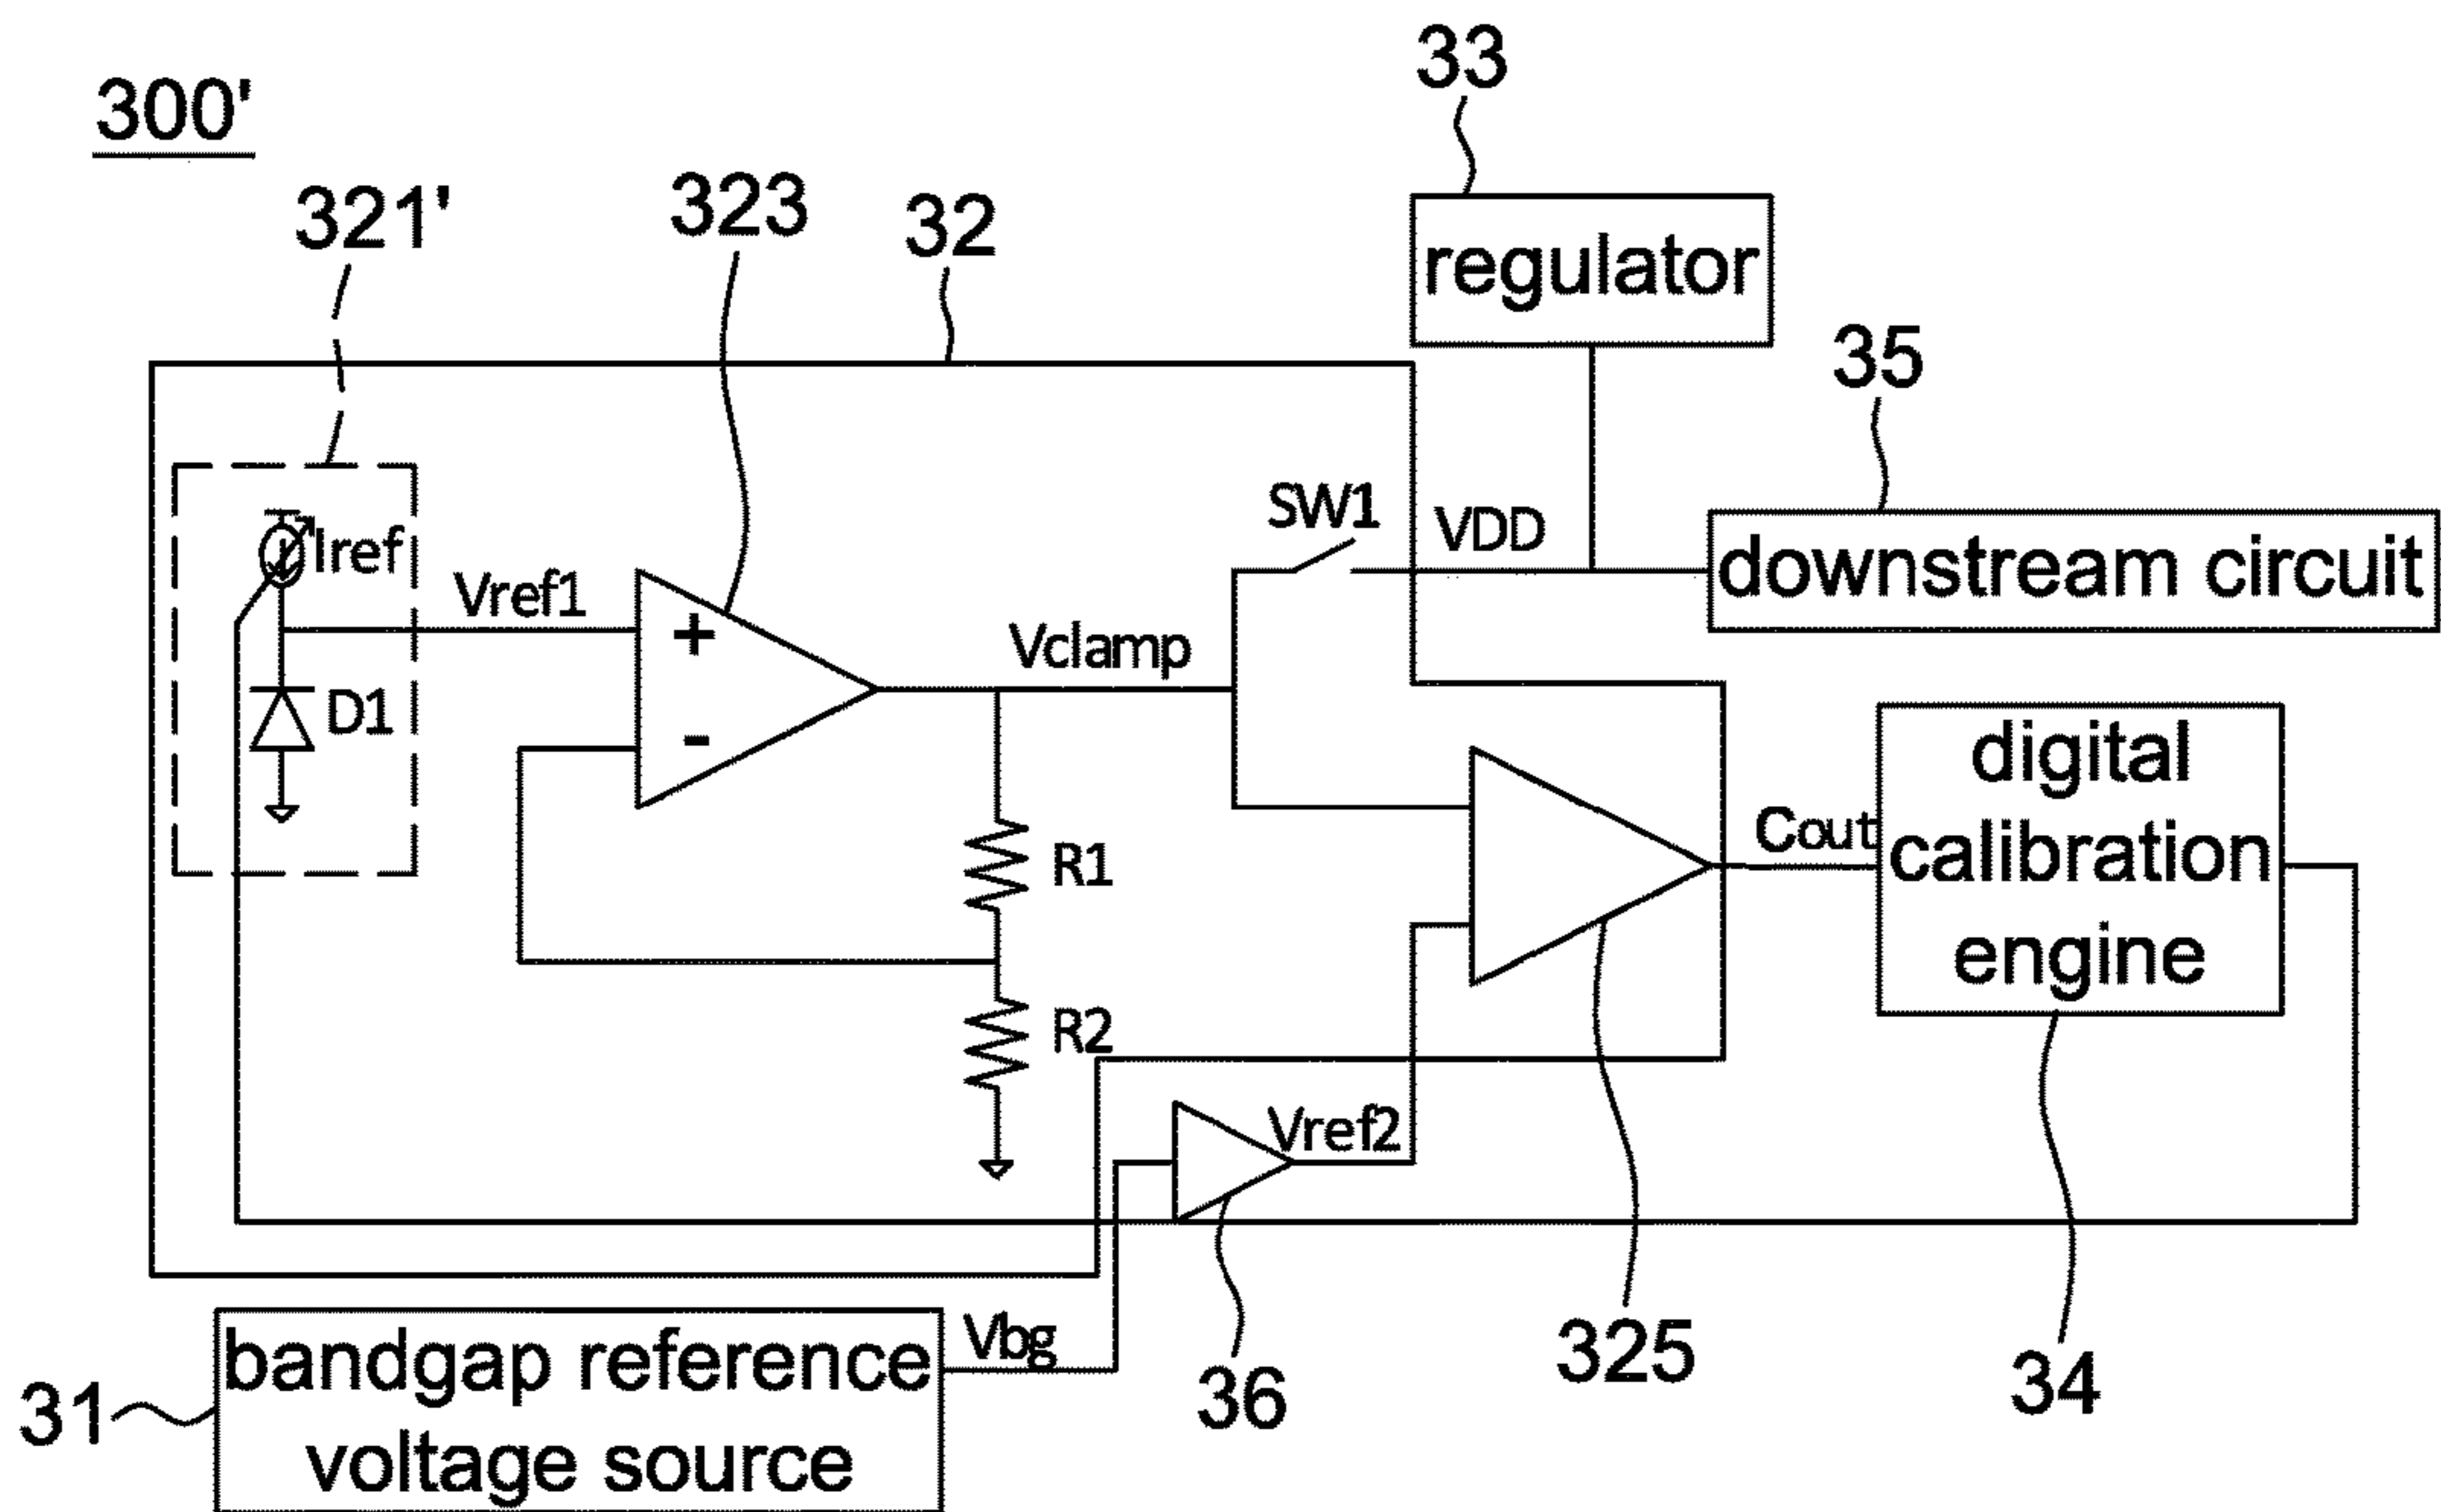 33
300'
321'
323
32
regulator
35
SW1
VDD
Iref
Vref1
downstream circuit
+
Vclamp
D1
-
digital
calibration
engine
Cout
R1
R2
Vref2
Vbg
bandgap reference
voltage source
31
36
325
34